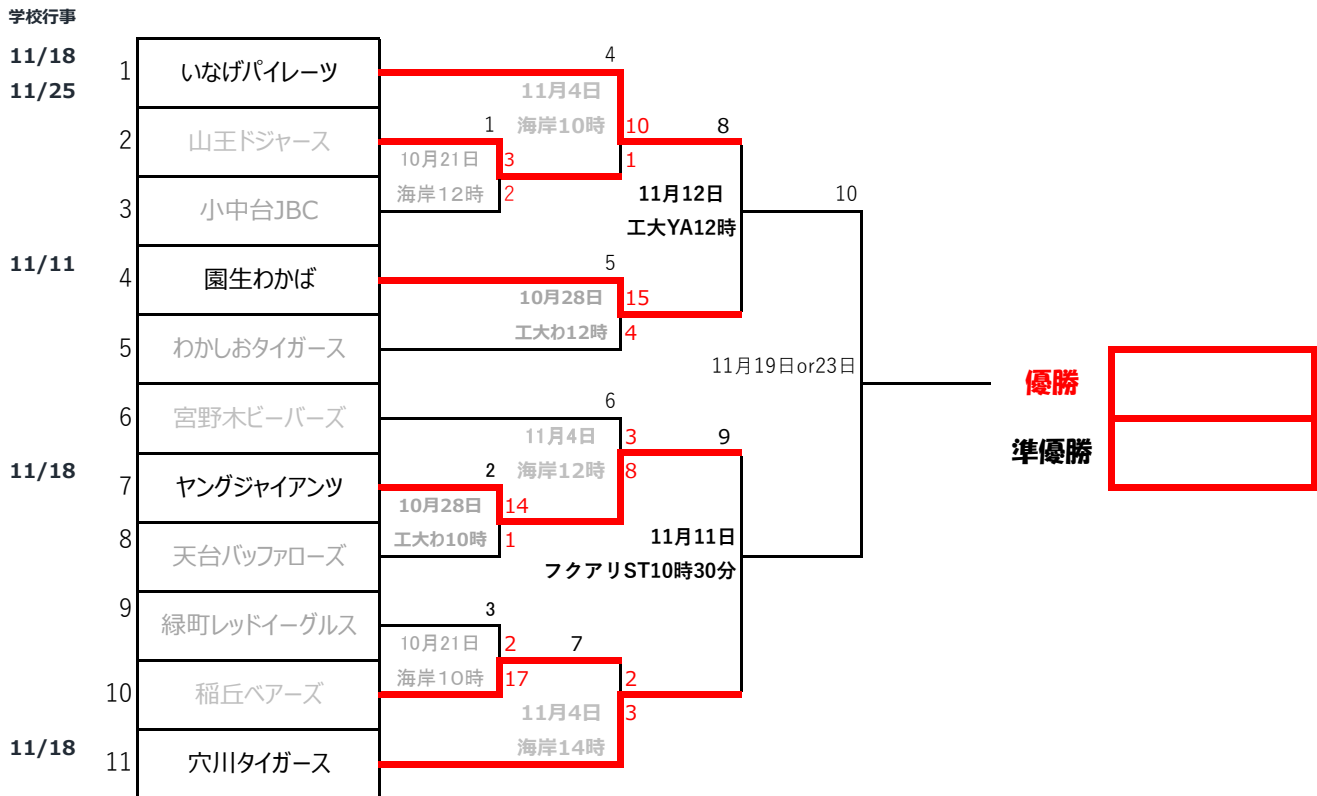 学校行事
11/18
11/25
1 いなげパイレーツ
4
11月4日
海岸10時
10
1
2 山王ドジャース
1
10月21日
海岸12時
3
2
8
11月12日
工大YA12時
3 小中台JBC
10
11/11
4 園生わかば
5
10月28日
工大わ12時
15
4
5 わかしおタイガース
11月19日or23日
優勝
準優勝
6 宮野木ビーバーズ
6
11月4日
海岸12時
3
8
9
11/18
7 ヤングジャイアンツ
2
10月28日
工大わ10時
14
1
11月11日
フクアリST10時30分
8 天台バッファローズ
9 緑町レッドイーグルス
3
10月21日
海岸10時
2
17
7
10 稲丘ベアーズ
2
3
11月4日
海岸14時
11/18
11 穴川タイガース